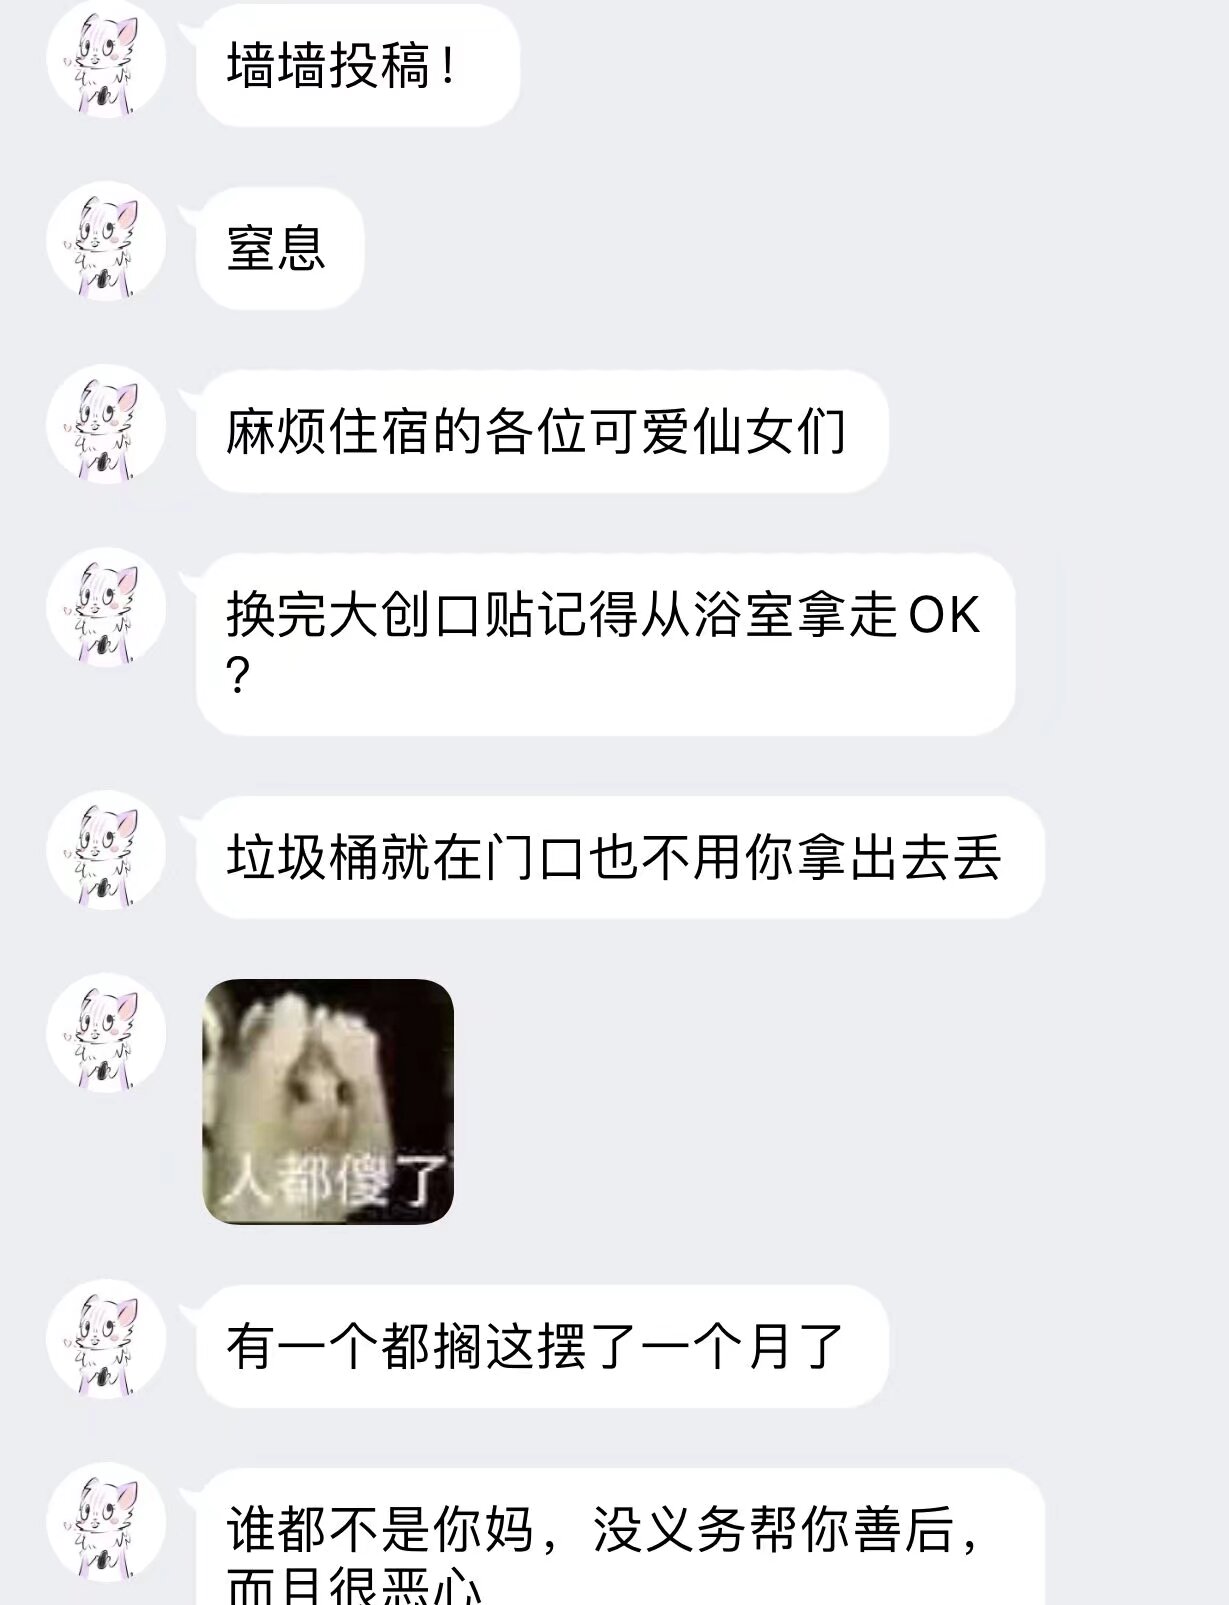 墙墙投稿！
窒息
麻烦住宿的各位可爱仙女们
换完大创口贴记得从浴室拿走OK
？
垃圾桶就在门口也不用你拿出去丢
人都傻了
有一个都搁这摆了一个月了
谁都不是你妈，没义务帮你善后，
而且很恶心